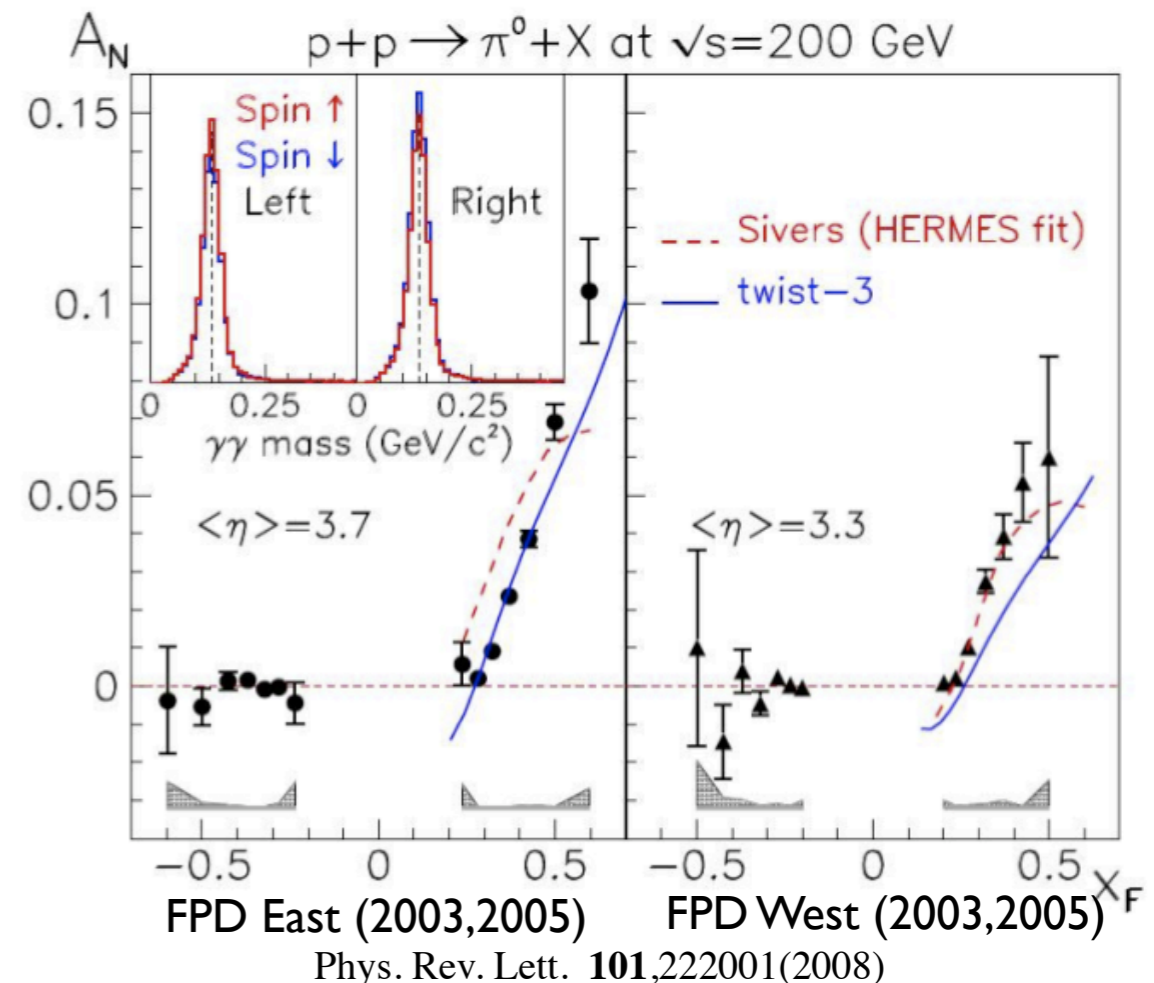 A_N p+p → π⁰+X at √s=200 GeV
0.15
0.1
0.05
0
Spin ↑
Spin ↓
Left
Right
0 0.25 0 0.25
γγ mass (GeV/c²)
<η>=3.7
Sivers (HERMES fit)
twist-3
<η>=3.3
−0.5 0 0.5 −0.5 0 0.5 x_F
FPD East (2003,2005) FPD West (2003,2005)
Phys. Rev. Lett. 101,222001(2008)